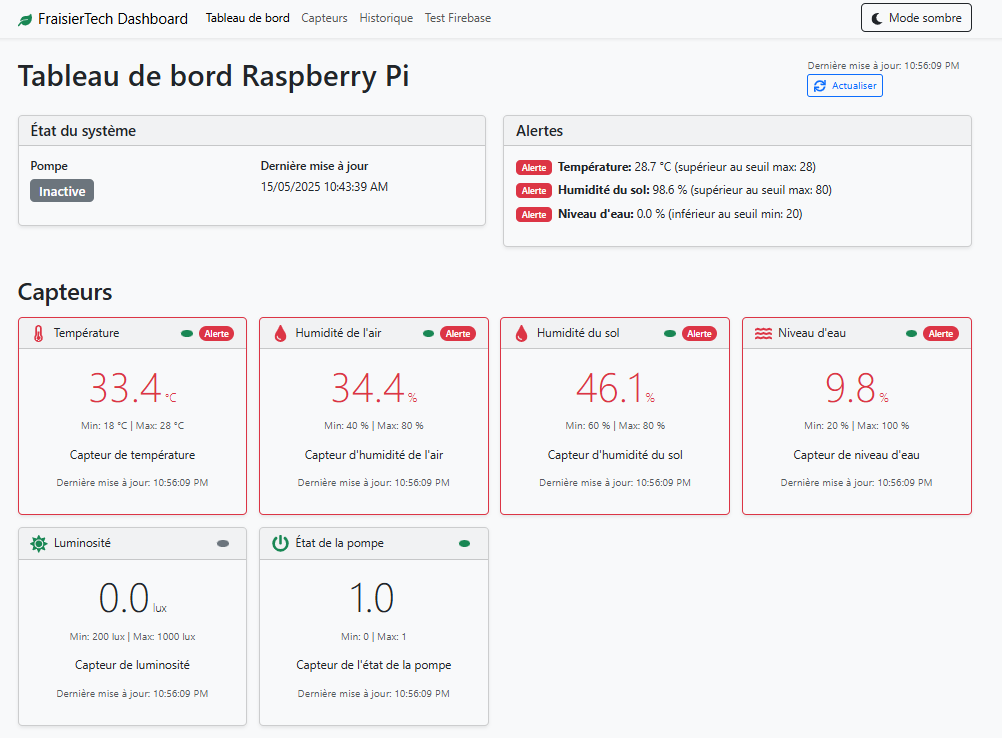 FraisierTech Dashboard Tableau de bord Capteurs Historique Test Firebase Mode sombre
Tableau de bord Raspberry Pi
Dernière mise à jour: 10:56:09 PM
Actualiser
État du système
Pompe
Inactive
Dernière mise à jour
15/05/2025 10:43:39 AM
Alertes
Alerte Température: 28.7 °C (supérieur au seuil max: 28)
Alerte Humidité du sol: 98.6 % (supérieur au seuil max: 80)
Alerte Niveau d'eau: 0.0 % (inférieur au seuil min: 20)
Capteurs
Température Alerte
33.4 °C
Min: 18 °C | Max: 28 °C
Capteur de température
Dernière mise à jour: 10:56:09 PM
Humidité de l'air Alerte
34.4 %
Min: 40 % | Max: 80 %
Capteur d'humidité de l'air
Dernière mise à jour: 10:56:09 PM
Humidité du sol Alerte
46.1 %
Min: 60 % | Max: 80 %
Capteur d'humidité du sol
Dernière mise à jour: 10:56:09 PM
Niveau d'eau Alerte
9.8 %
Min: 20 % | Max: 100 %
Capteur de niveau d'eau
Dernière mise à jour: 10:56:09 PM
Luminosité
0.0 lux
Min: 200 lux | Max: 1000 lux
Capteur de luminosité
Dernière mise à jour: 10:56:09 PM
État de la pompe
1.0
Min: 0 | Max: 1
Capteur de l'état de la pompe
Dernière mise à jour: 10:56:09 PM